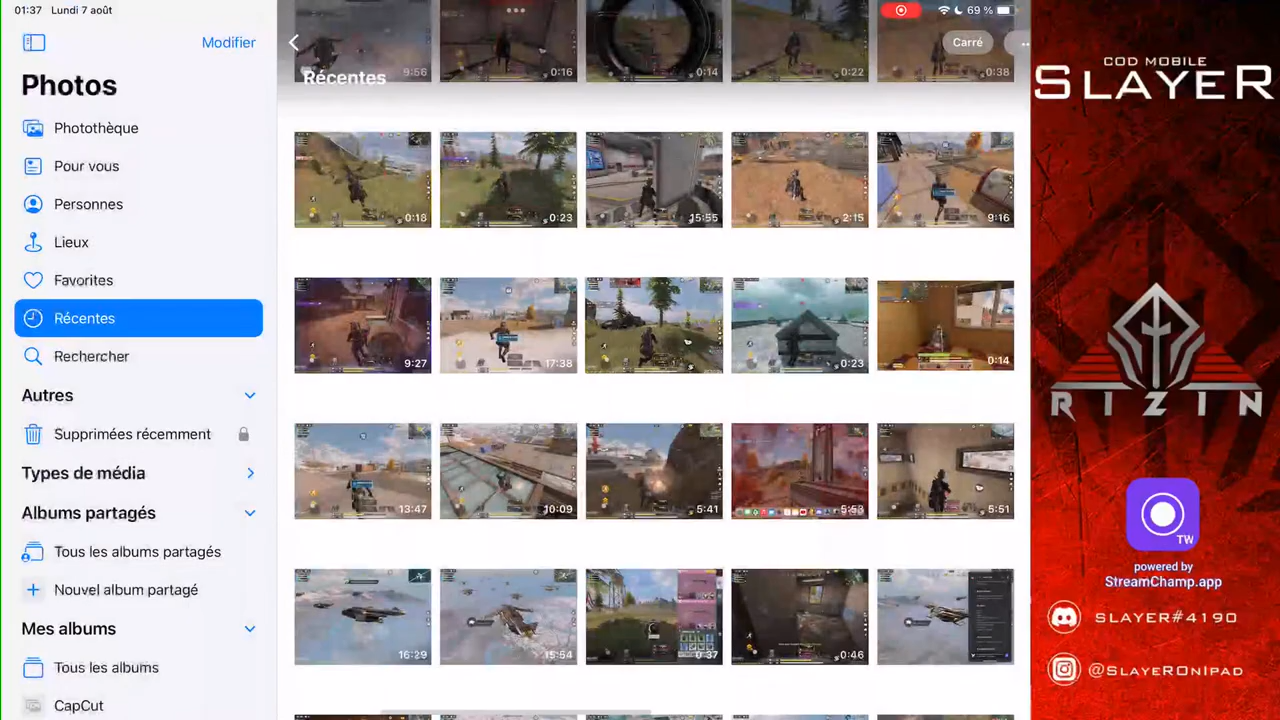 01:37 Lundi 7 août
69 %
Modifier
Carré
Photos
Récentes
9:56
0:16
0:14
0:22
0:38
Photothèque
Pour vous
Personnes
Lieux
Favorites
Récentes
Rechercher
Autres
Supprimées récemment
Types de média
Albums partagés
Tous les albums partagés
Nouvel album partagé
Mes albums
Tous les albums
CapCut
0:18
0:23
15:55
2:15
9:16
9:27
17:38
0:23
0:14
13:47
10:09
5:41
5:53
5:51
16:29
15:54
0:37
0:46
COD MOBILE
SLAYER
RIZIN
TW
powered by
StreamChamp.app
SLAYER#4190
@SLAYERONIPAD